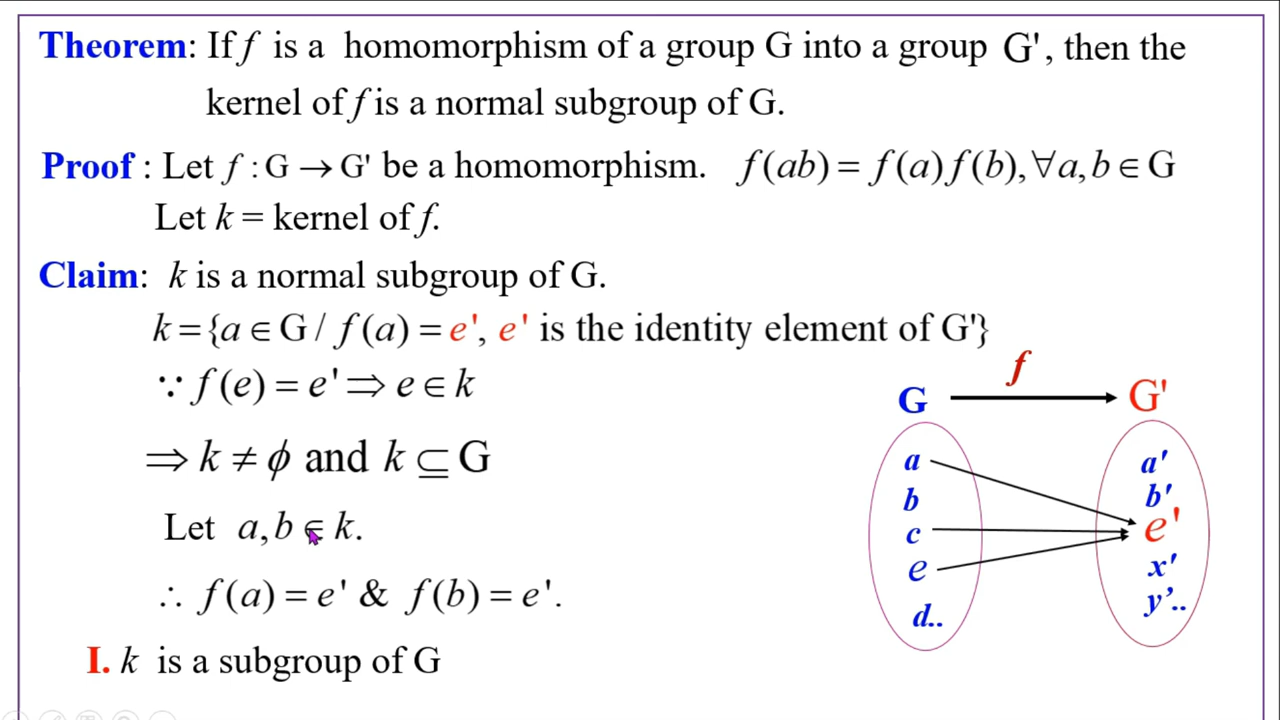 Theorem: If f is a homomorphism of a group G into a group G', then the
kernel of f is a normal subgroup of G.
Proof : Let f : G → G' be a homomorphism. f(ab) = f(a)f(b), ∀a, b ∈ G
Let k = kernel of f.
Claim: k is a normal subgroup of G.
k = {a ∈ G / f(a) = e', e' is the identity element of G'}
∵ f(e) = e' ⇒ e ∈ k
⇒ k ≠ ϕ and k ⊆ G
Let a, b ∈ k.
∴ f(a) = e' & f(b) = e'.
I. k is a subgroup of G
f
G G'
a a'
b b'
c e'
e x'
d.. y’..